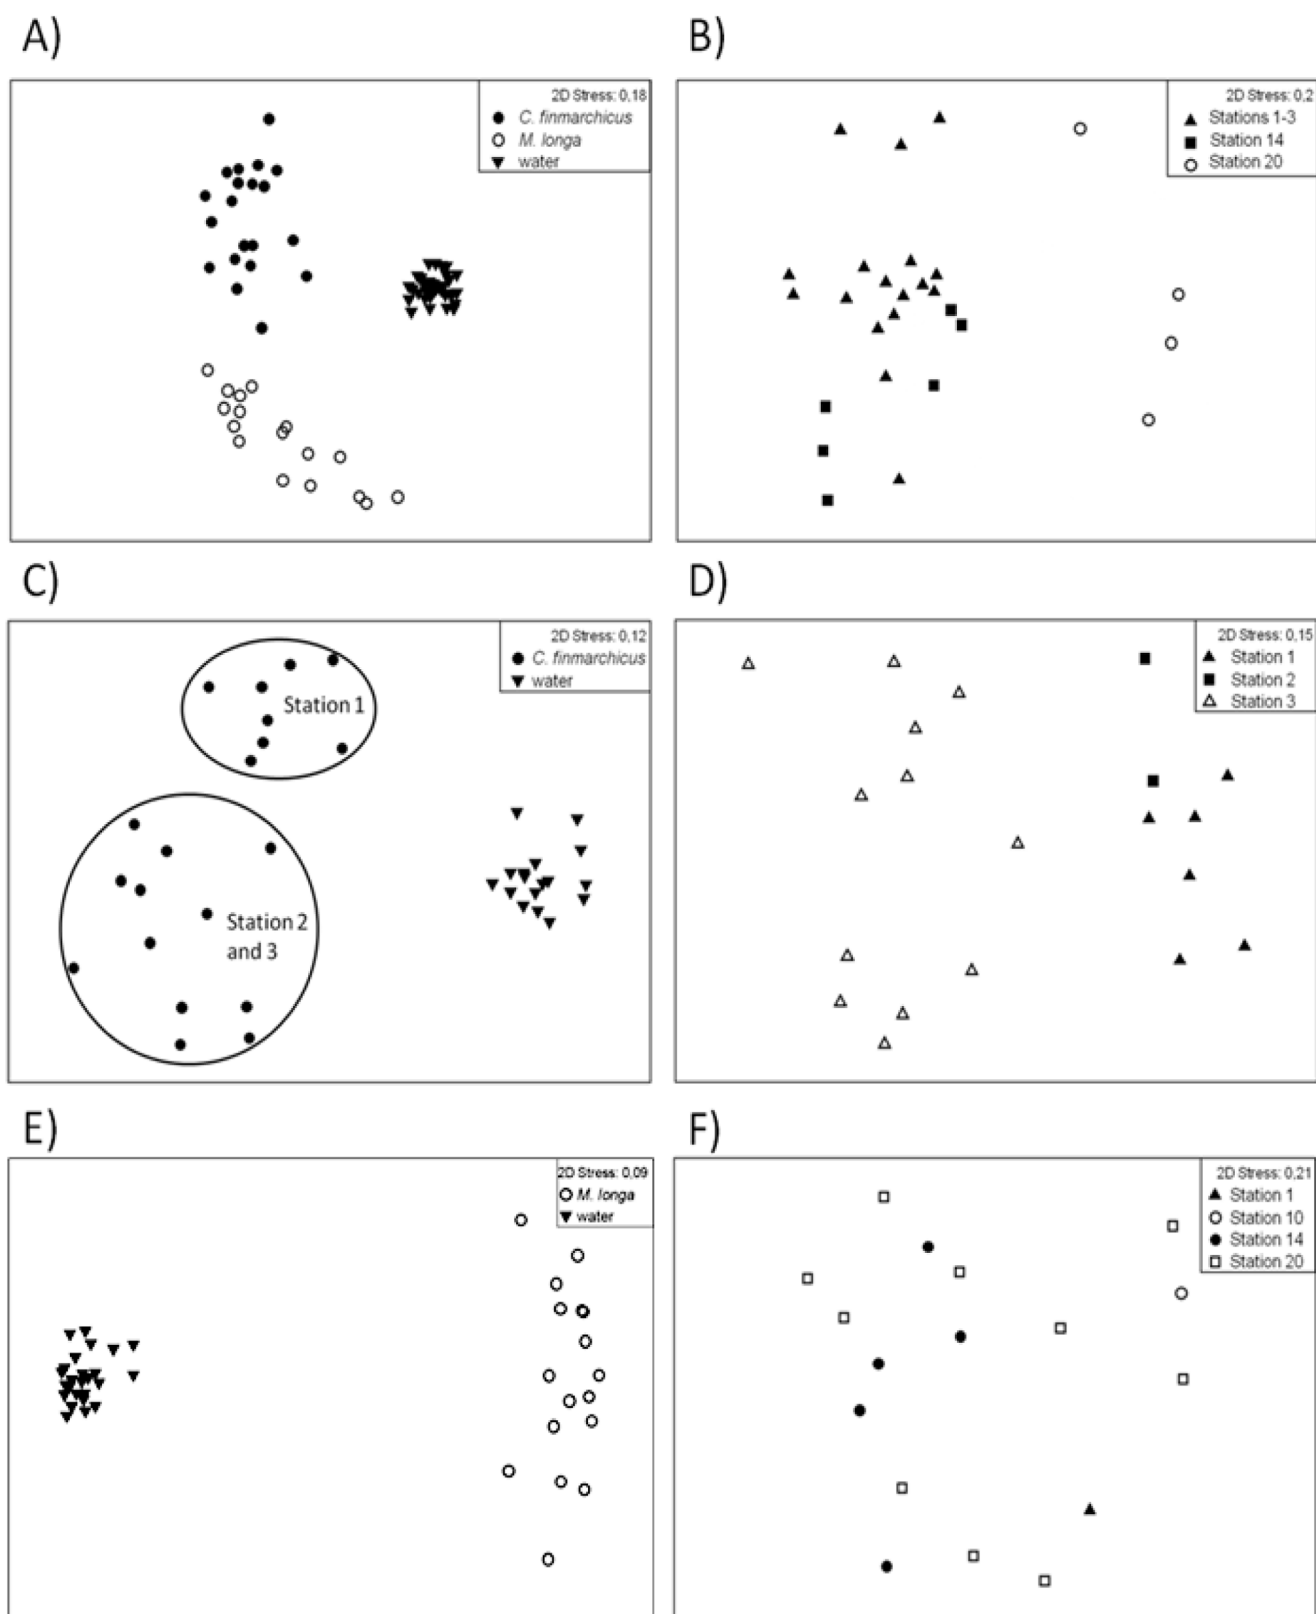 A)
2D Stress: 0,18
C. finmarchicus
M. longa
water
B)
2D Stress: 0,2
Stations 1-3
Station 14
Station 20
C)
2D Stress: 0,12
C. finmarchicus
water
Station 1
Station 2
and 3
D)
2D Stress: 0,15
Station 1
Station 2
Station 3
E)
2D Stress: 0,09
M. longa
water
F)
2D Stress: 0,21
Station 1
Station 10
Station 14
Station 20